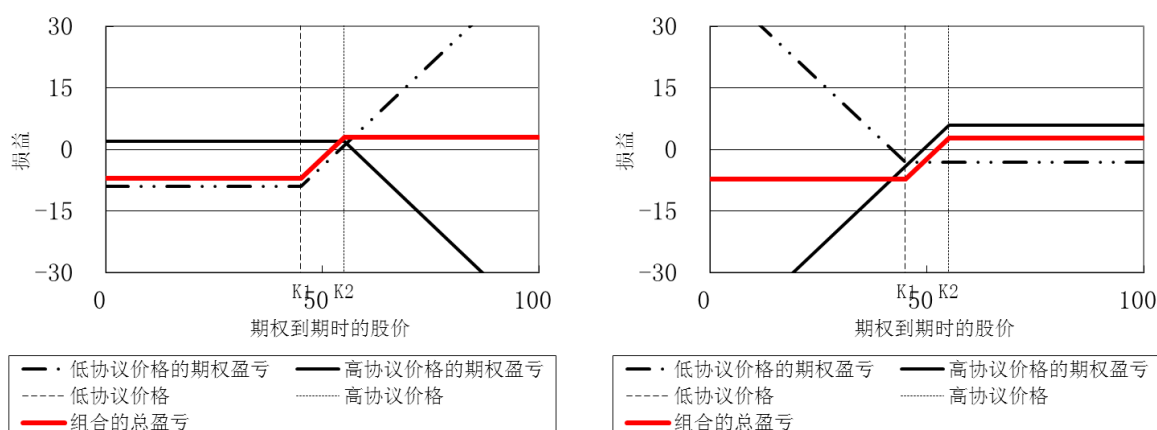 30
15
0
-15
-30
损益
0
K1
50
K2
100
期权到期时的股价
低协议价格的期权盈亏
高协议价格的期权盈亏
低协议价格
高协议价格
组合的总盈亏
30
15
0
-15
-30
损益
0
K1
50
K2
100
期权到期时的股价
低协议价格的期权盈亏
高协议价格的期权盈亏
低协议价格
高协议价格
组合的总盈亏